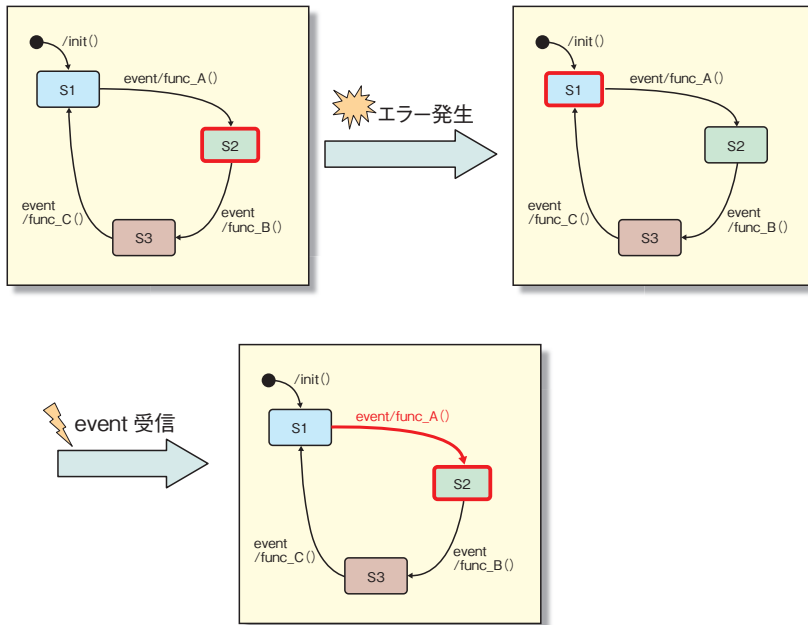 /init()
S1
event/func_A()
S2
event
/func_B()
S3
event
/func_C()
エラー発生
/init()
S1
event/func_A()
S2
event
/func_B()
S3
event
/func_C()
event 受信
/init()
S1
event/func_A()
S2
event
/func_B()
S3
event
/func_C()